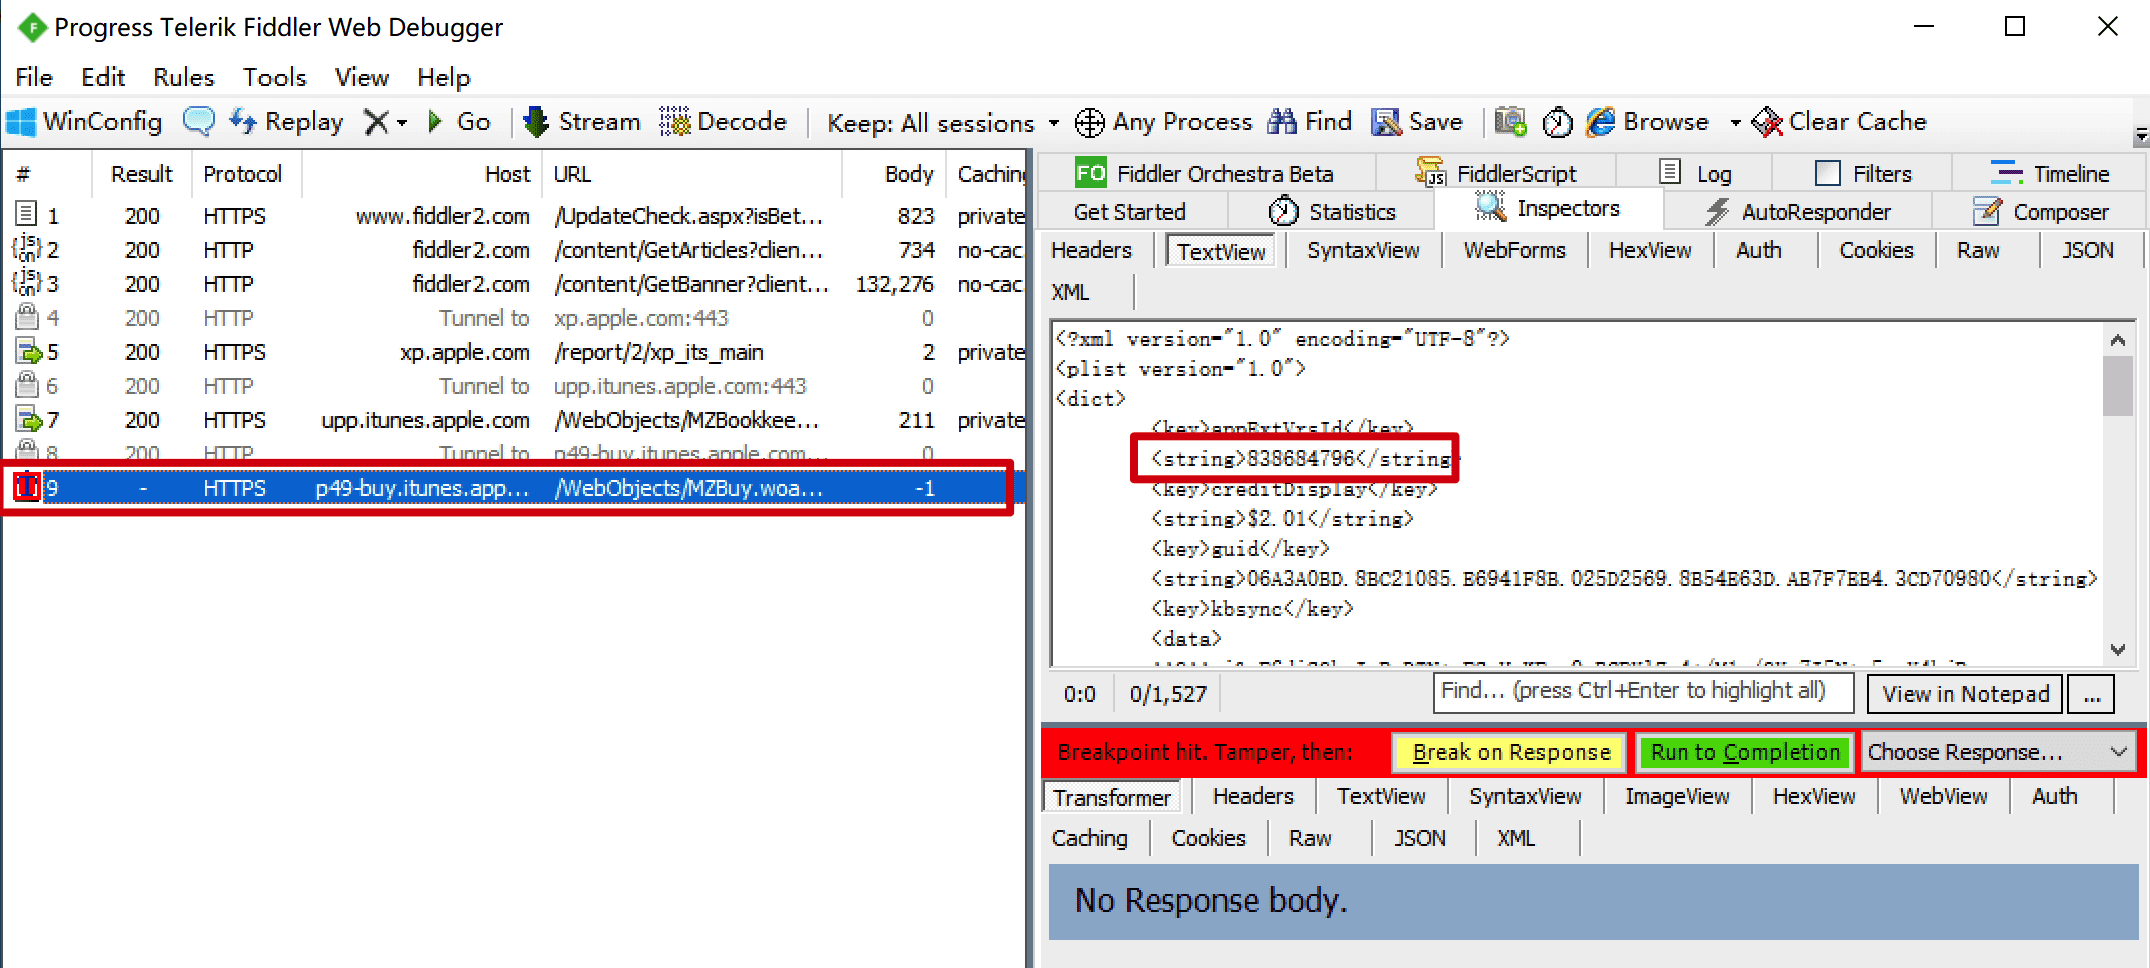 Progress Telerik Fiddler Web Debugger
File Edit Rules Tools View Help
WinConfig Replay Go Stream Decode Keep: All sessions Any Process Find Save Browse Clear Cache
# Result Protocol Host URL Body Caching
1 200 HTTPS www.fiddler2.com /UpdateCheck.aspx?isBet... 823 private
2 200 HTTP fiddler2.com /content/GetArticles?clien... 734 no-cac.
3 200 HTTP fiddler2.com /content/GetBanner?client... 132,276 no-cac.
4 200 HTTP Tunnel to xp.apple.com:443 0
5 200 HTTPS xp.apple.com /report/2/xp_its_main 2 private
6 200 HTTP Tunnel to upp.itunes.apple.com:443 0
7 200 HTTPS upp.itunes.apple.com /WebObjects/MZBookkee... 211 private
8 200 HTTP Tunnel to p49-buy.itunes.apple.com... 0
9 - HTTPS p49-buy.itunes.app... /WebObjects/MZBuy.woa... -1
FO Fiddler Orchestra Beta FiddlerScript Log Filters Timeline
Get Started Statistics Inspectors AutoResponder Composer
Headers TextView SyntaxView WebForms HexView Auth Cookies Raw JSON
XML
<?xml version="1.0" encoding="UTF-8"?>
<plist version="1.0">
<dict>
<key>appExtVrsId</key>
<string>838684796</string>
<key>creditDisplay</key>
<string>$2.01</string>
<key>guid</key>
<string>06A3A0BD.8BC21085.E6941F8B.025D2569.8B54E63D.AB7F7EB4.3CD70980</string>
<key>kbsync</key>
<data>
0:0 0/1,527 Find... (press Ctrl+Enter to highlight all) View in Notepad ...
Breakpoint hit. Tamper, then: Break on Response Run to Completion Choose Response...
Transformer Headers TextView SyntaxView ImageView HexView WebView Auth
Caching Cookies Raw JSON XML
No Response body.